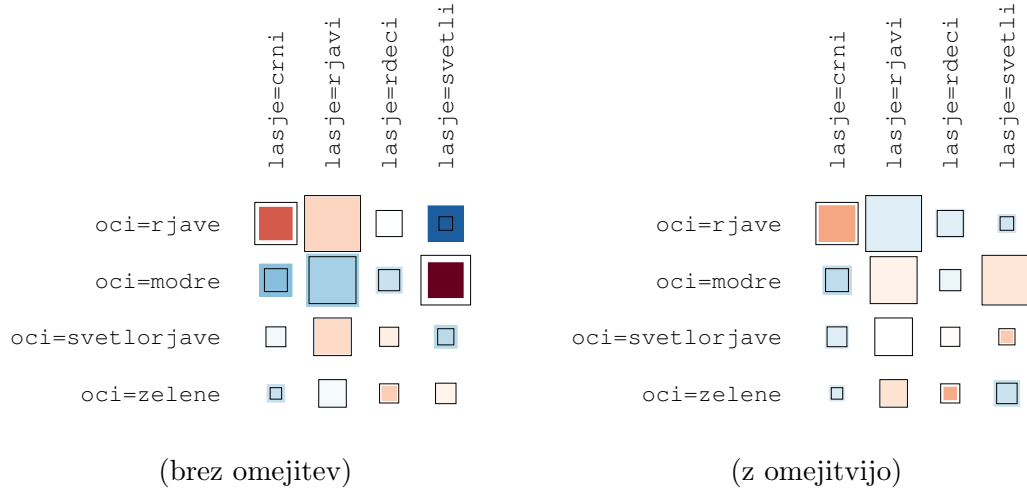 lasje=crni
lasje=rjavi
lasje=rdeci
lasje=svetli
oci=rjave
oci=modre
oci=svetlorjave
oci=zelene
(brez omejitev)
lasje=crni
lasje=rjavi
lasje=rdeci
lasje=svetli
oci=rjave
oci=modre
oci=svetlorjave
oci=zelene
(z omejitvijo)